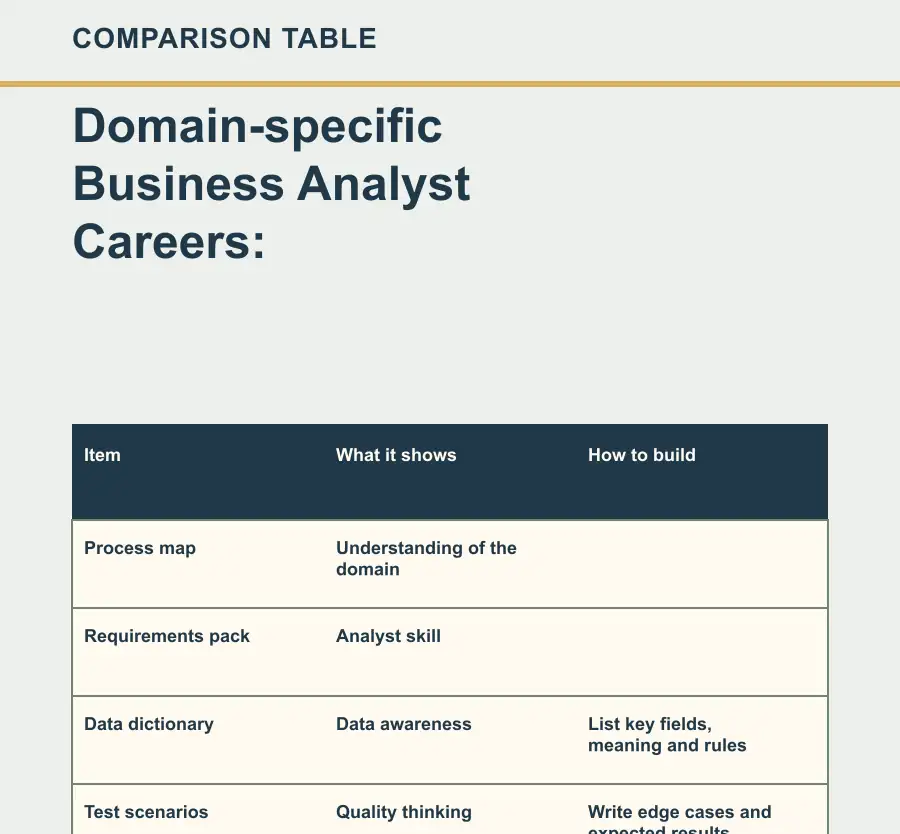 COMPARISON TABLE
Domain-specific
Business Analyst
Careers:
Item What it shows How to build
Process map Understanding of the
domain
Requirements pack Analyst skill
Data dictionary Data awareness List key fields,
meaning and rules
Test scenarios Quality thinking Write edge cases and
expected results